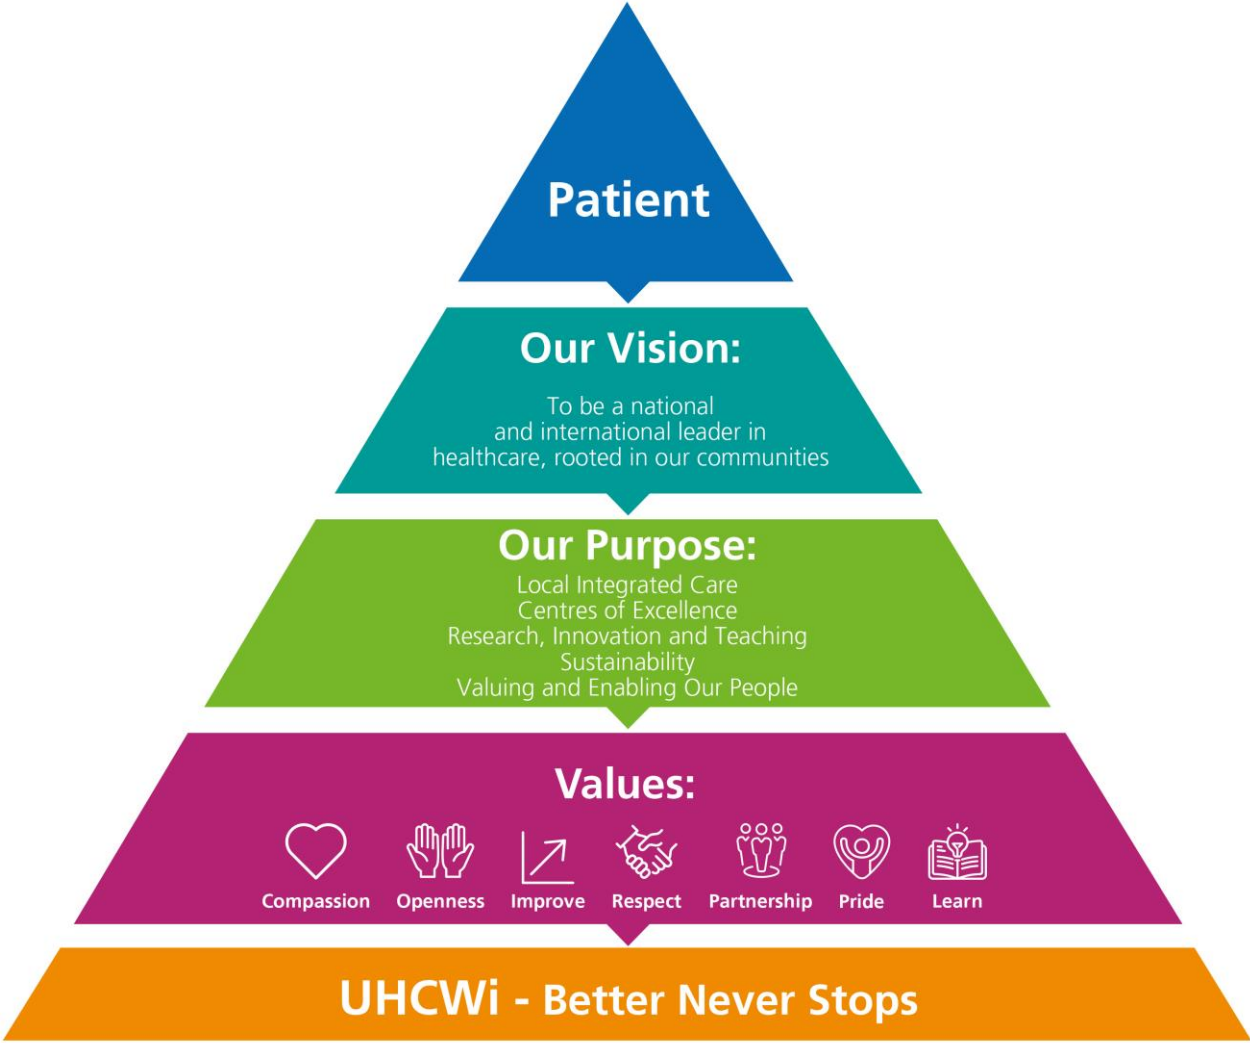 Patient
Our Vision:
To be a national
and international leader in
healthcare, rooted in our communities
Our Purpose:
Local Integrated Care
Centres of Excellence
Research, Innovation and Teaching
Sustainability
Valuing and Enabling Our People
Values:
Compassion Openness Improve Respect Partnership Pride Learn
UHCWi - Better Never Stops